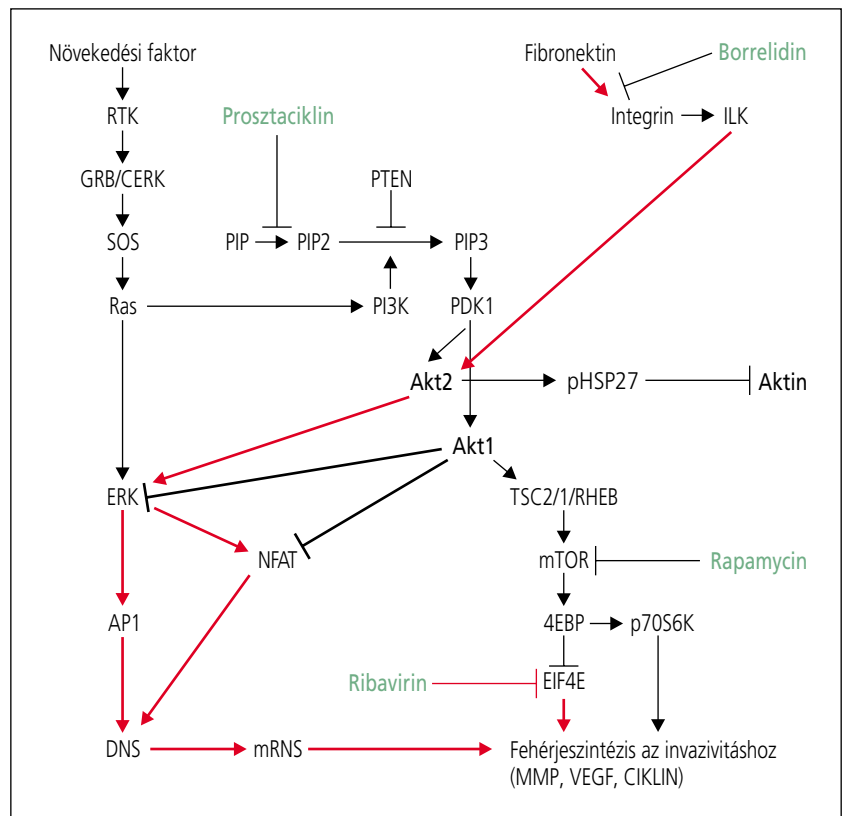 Növekedési faktor
Fibronektin
Borrelidin
RTK
Prosztaciklin
Integrin
ILK
GRB/CERK
PTEN
SOS
PIP
PIP2
PIP3
Ras
PI3K
PDK1
Akt2
pHSP27
Aktin
Akt1
ERK
TSC2/1/RHEB
NFAT
mTOR
Rapamycin
AP1
4EBP
p70S6K
Ribavirin
EIF4E
DNS
mRNS
Fehérjeszintézis az invazivitáshoz
(MMP, VEGF, CIKLIN)